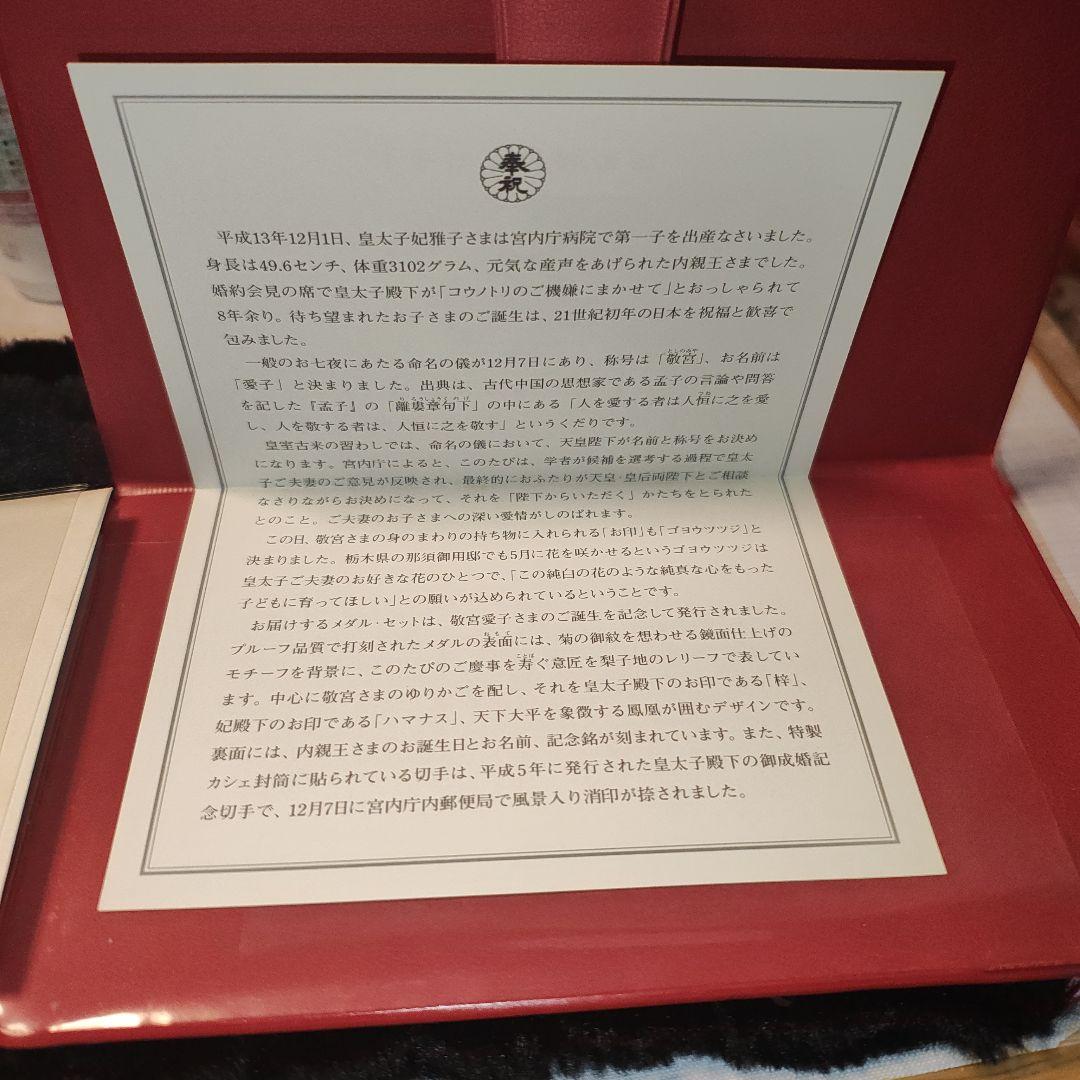 奉祝
平成13年12月1日、皇太子妃雅子さまは宮内庁病院で第一子を出産なさいました。
身長は49.6センチ、体重3102グラム、元気な産声をあげられた内親王さまでした。
婚約会見の席で皇太子殿下が「コウノトリのご機嫌にまかせて」とおっしゃられて
8年余り。待ち望まれたお子さまのご誕生は、21世紀初年の日本を祝福と歓喜で
包みました。
一般のお七夜にあたる命名の儀が12月7日にあり、称号は「敬宮」、お名前は
「愛子」と決まりました。出典は、古代中国の思想家である孟子の言論や問答
を記した『孟子』の「離婁章句下」の中にある「人を愛する者は人恒に之を愛
し、人を敬する者は、人恒に之を敬す」というくだりです。
皇室古来の習わしでは、命名の儀において、天皇陛下が名前と称号をお決め
になります。宮内庁によると、このたびは、学者が候補を選考する過程で皇太
子ご夫妻のご意見が反映され、最終的におふたりが天皇・皇后両陛下とご相談
なさりながらお決めになって、それを「陛下からいただく」かたちをとられた
とのこと。ご夫妻のお子さまへの深い愛情がしのばれます。
この日、敬宮さまの身のまわりの持ち物に入れられる「お印」も「ゴヨウツツジ」と
決まりました。栃木県の那須御用邸でも5月に花を咲かせるというゴヨウツツジは
皇太子ご夫妻のお好きな花のひとつで、「この純白の花のような純真な心をもった
子どもに育ってほしい」との願いが込められているということです。
お届けするメダル・セットは、敬宮愛子さまのご誕生を記念して発行されました。
プルーフ品質で打刻されたメダルの表面には、菊の御紋を想わせる鏡面仕上げの
モチーフを背景に、このたびのご慶事を寿ぐ意匠を梨子地のレリーフで表してい
ます。中心に敬宮さまのゆりかごを配し、それを皇太子殿下のお印である「梓」、
妃殿下のお印である「ハマナス」、天下大平を象徴する鳳凰が囲むデザインです。
裏面には、内親王さまのお誕生日とお名前、記念銘が刻まれています。また、特製
カシェ封筒に貼られている切手は、平成5年に発行された皇太子殿下の御成婚記
念切手で、12月7日に宮内庁内郵便局で風景入り消印が捺されました。